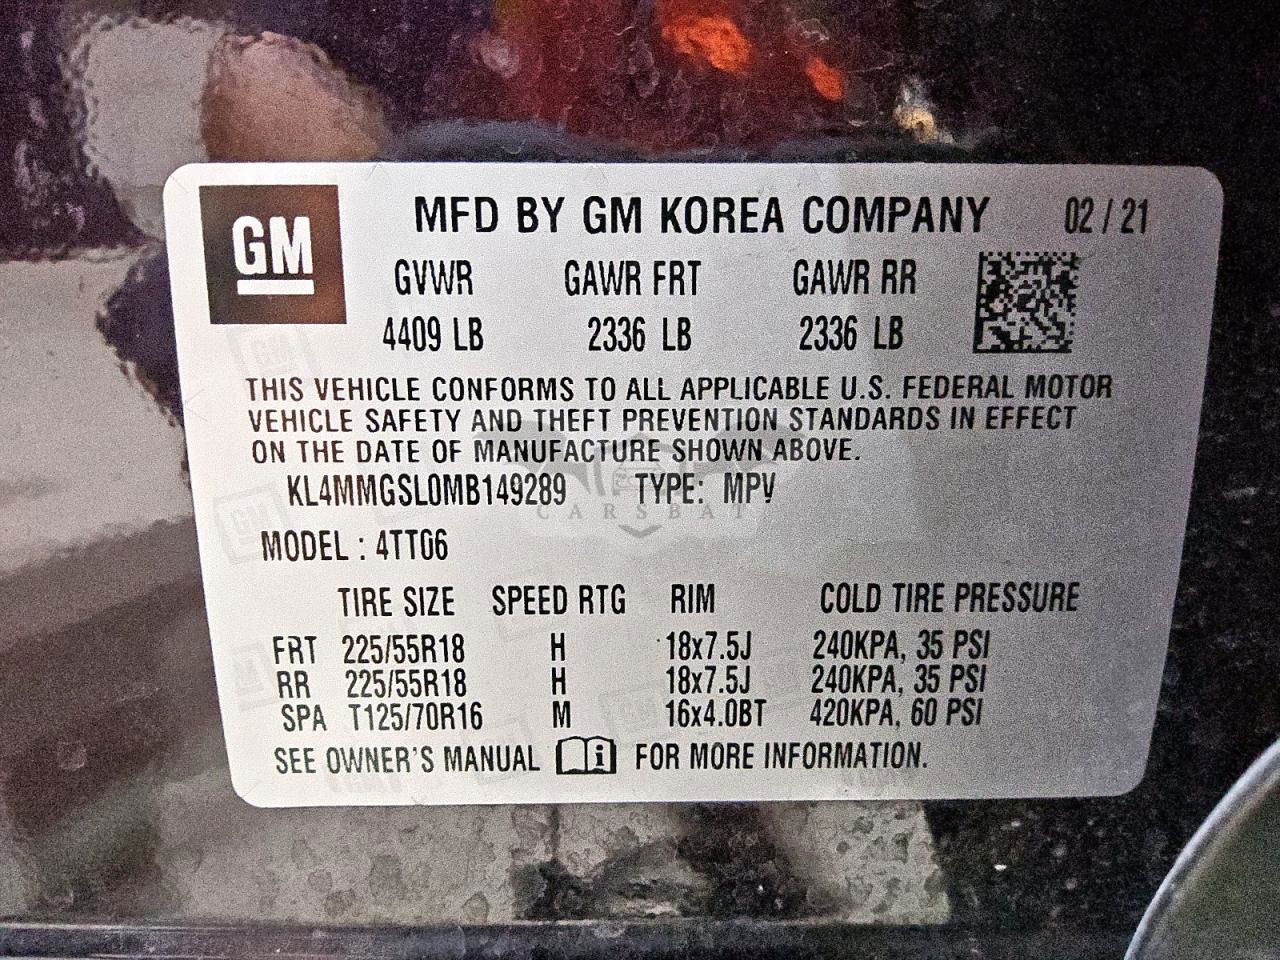 GM
MFD BY GM KOREA COMPANY 02 / 21
GVWR GAWR FRT GAWR RR
4409 LB 2336 LB 2336 LB
THIS VEHICLE CONFORMS TO ALL APPLICABLE U.S. FEDERAL MOTOR
VEHICLE SAFETY AND THEFT PREVENTION STANDARDS IN EFFECT
ON THE DATE OF MANUFACTURE SHOWN ABOVE.
KL4MMGSL0MB149289 TYPE: MPV
CARSBAT
MODEL : 4TT06
TIRE SIZE SPEED RTG RIM COLD TIRE PRESSURE
FRT 225/55R18 H 18x7.5J 240KPA, 35 PSI
RR 225/55R18 H 18x7.5J 240KPA, 35 PSI
SPA T125/70R16 M 16x4.0BT 420KPA, 60 PSI
SEE OWNER'S MANUAL i FOR MORE INFORMATION.